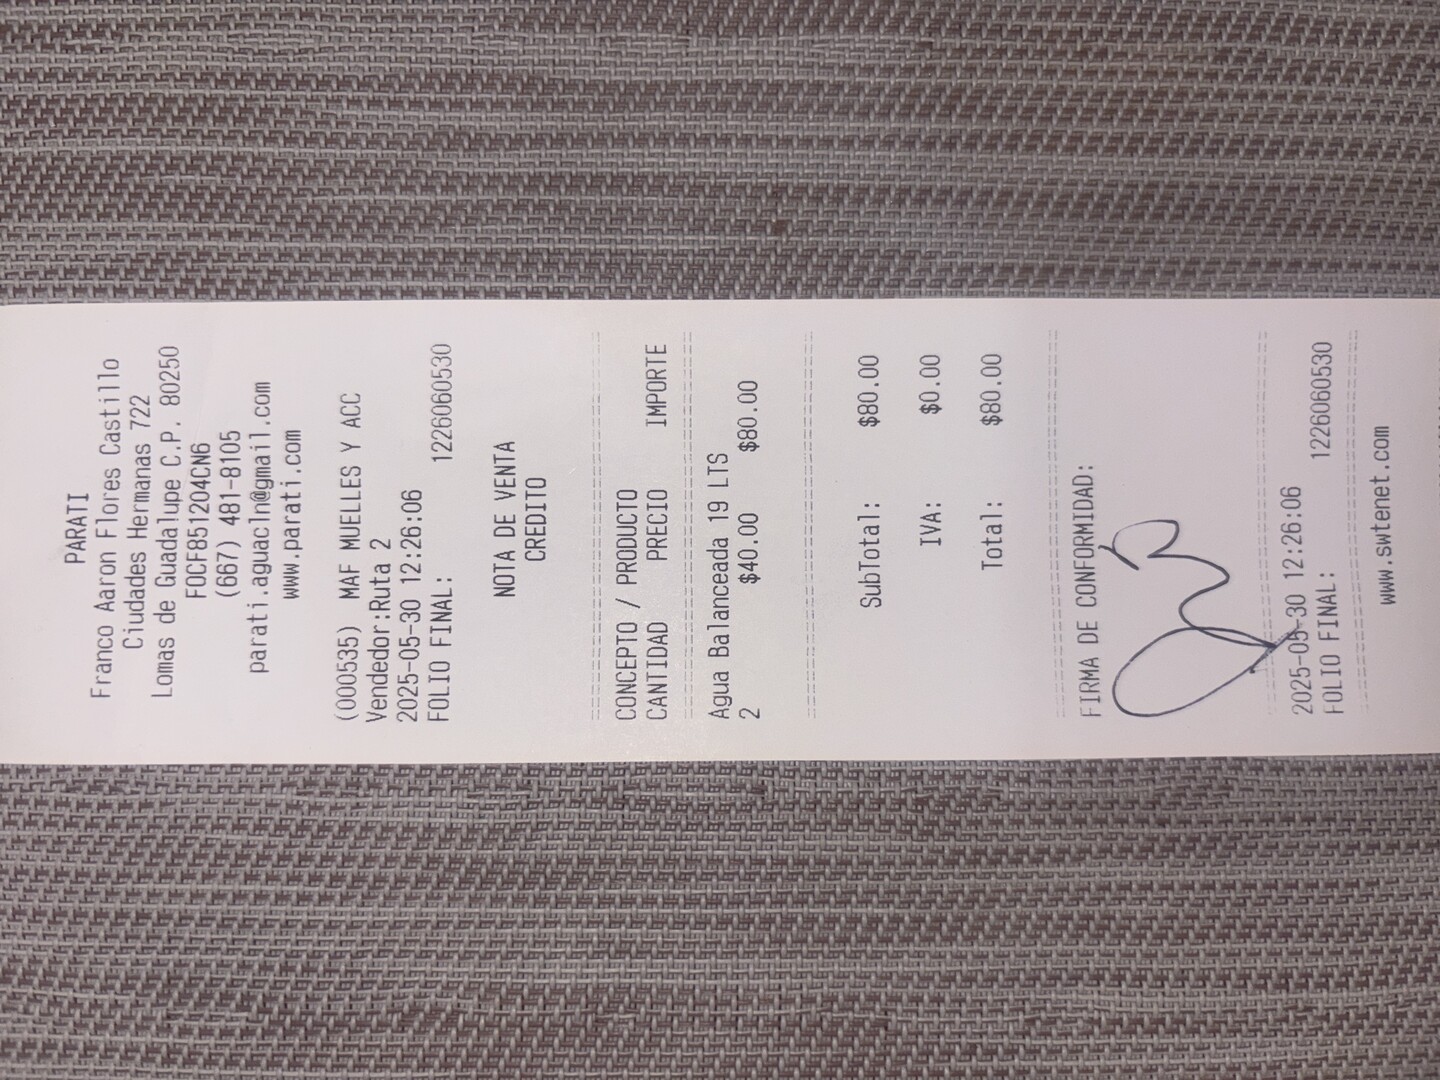 PARATI
Franco Aaron Flores Castillo
Ciudades Hermanas 722
Lomas de Guadalupe C.P. 80250
FOCF851204CN6
(667) 481-8105
parati.aguacln@gmail.com
www.parati.com
(000535) MAF MUELLES Y ACC
Vendedor:Ruta 2
2025-05-30 12:26:06
FOLIO FINAL: 1226060530
NOTA DE VENTA
CREDITO
CONCEPTO / PRODUCTO
CANTIDAD PRECIO IMPORTE
Agua Balanceada 19 LTS
2 $40.00 $80.00
SubTotal: $80.00
IVA: $0.00
Total: $80.00
FIRMA DE CONFORMIDAD:
2025-05-30 12:26:06
FOLIO FINAL: 1226060530
www.swtenet.com